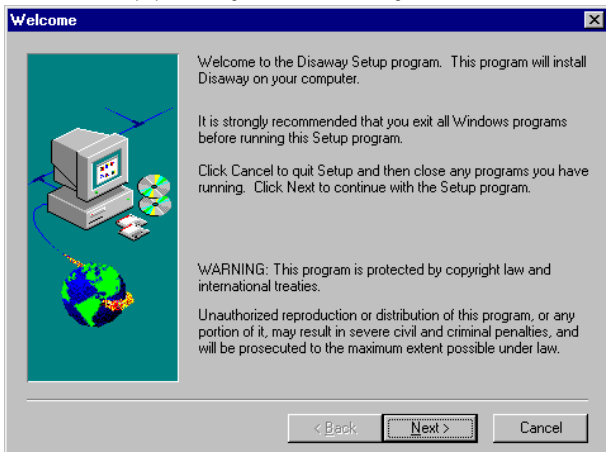 Welcome
Welcome to the Disaway Setup program. This program will install
Disaway on your computer.
It is strongly recommended that you exit all Windows programs
before running this Setup program.
Click Cancel to quit Setup and then close any programs you have
running. Click Next to continue with the Setup program.
WARNING: This program is protected by copyright law and
international treaties.
Unauthorized reproduction or distribution of this program, or any
portion of it, may result in severe civil and criminal penalties, and
will be prosecuted to the maximum extent possible under law.
< Back
Next >
Cancel